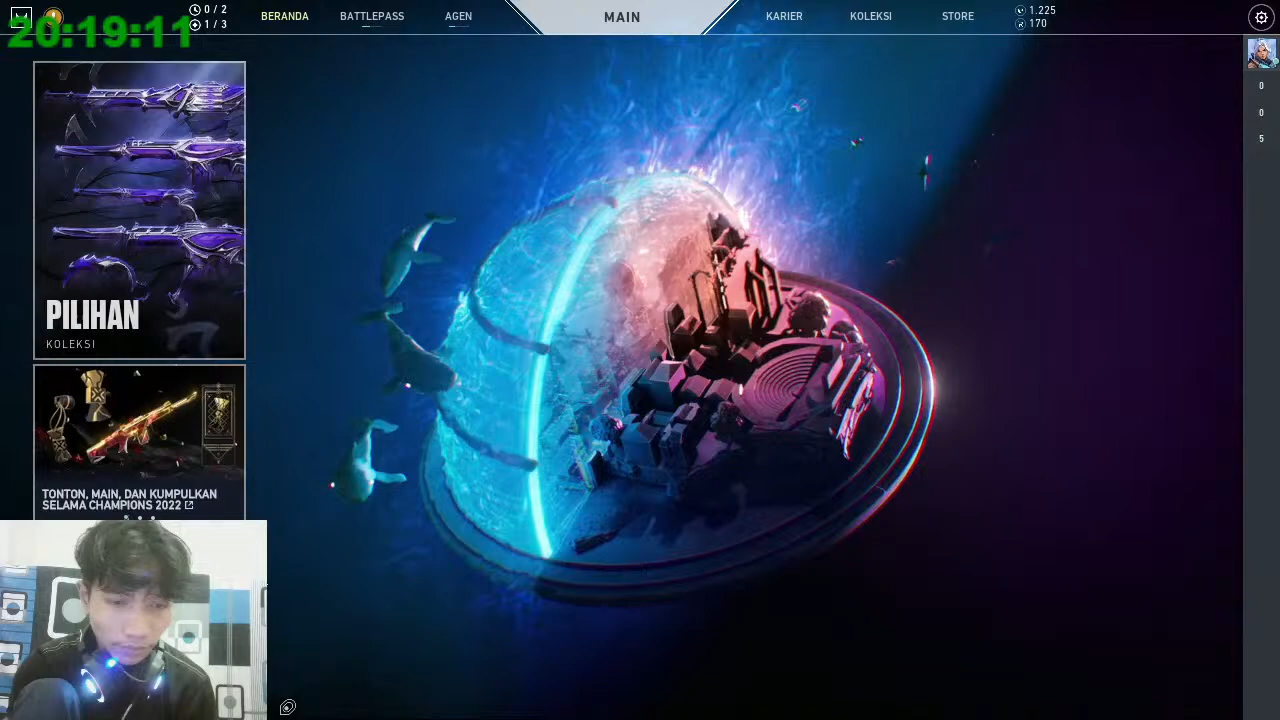 20:19:11
0 / 2
1 / 3
BERANDA
BATTLEPASS
AGEN
MAIN
KARIER
KOLEKSI
STORE
1.225
170
0
0
5
PILIHAN
KOLEKSI
TONTON, MAIN, DAN KUMPULKAN
SELAMA CHAMPIONS 2022